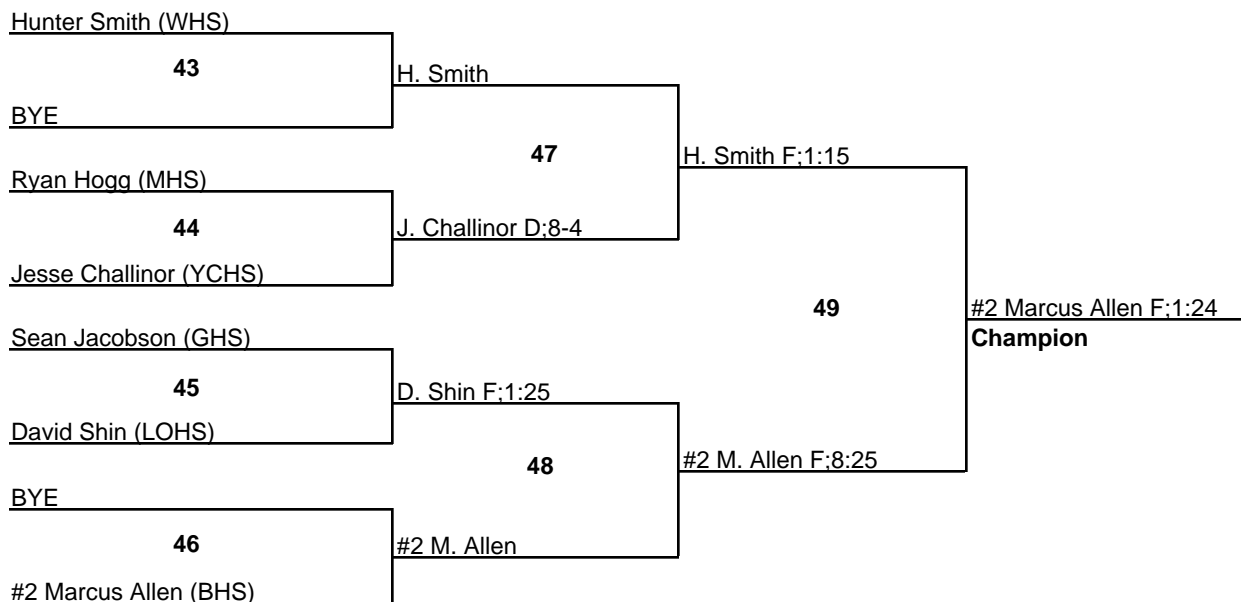 Hunter Smith (WHS)
43
H. Smith
BYE
47
H. Smith F;1:15
Ryan Hogg (MHS)
44
J. Challinor D;8-4
Jesse Challinor (YCHS)
49
#2 Marcus Allen F;1:24
Champion
Sean Jacobson (GHS)
45
D. Shin F;1:25
David Shin (LOHS)
48
#2 M. Allen F;8:25
BYE
46
#2 M. Allen
#2 Marcus Allen (BHS)